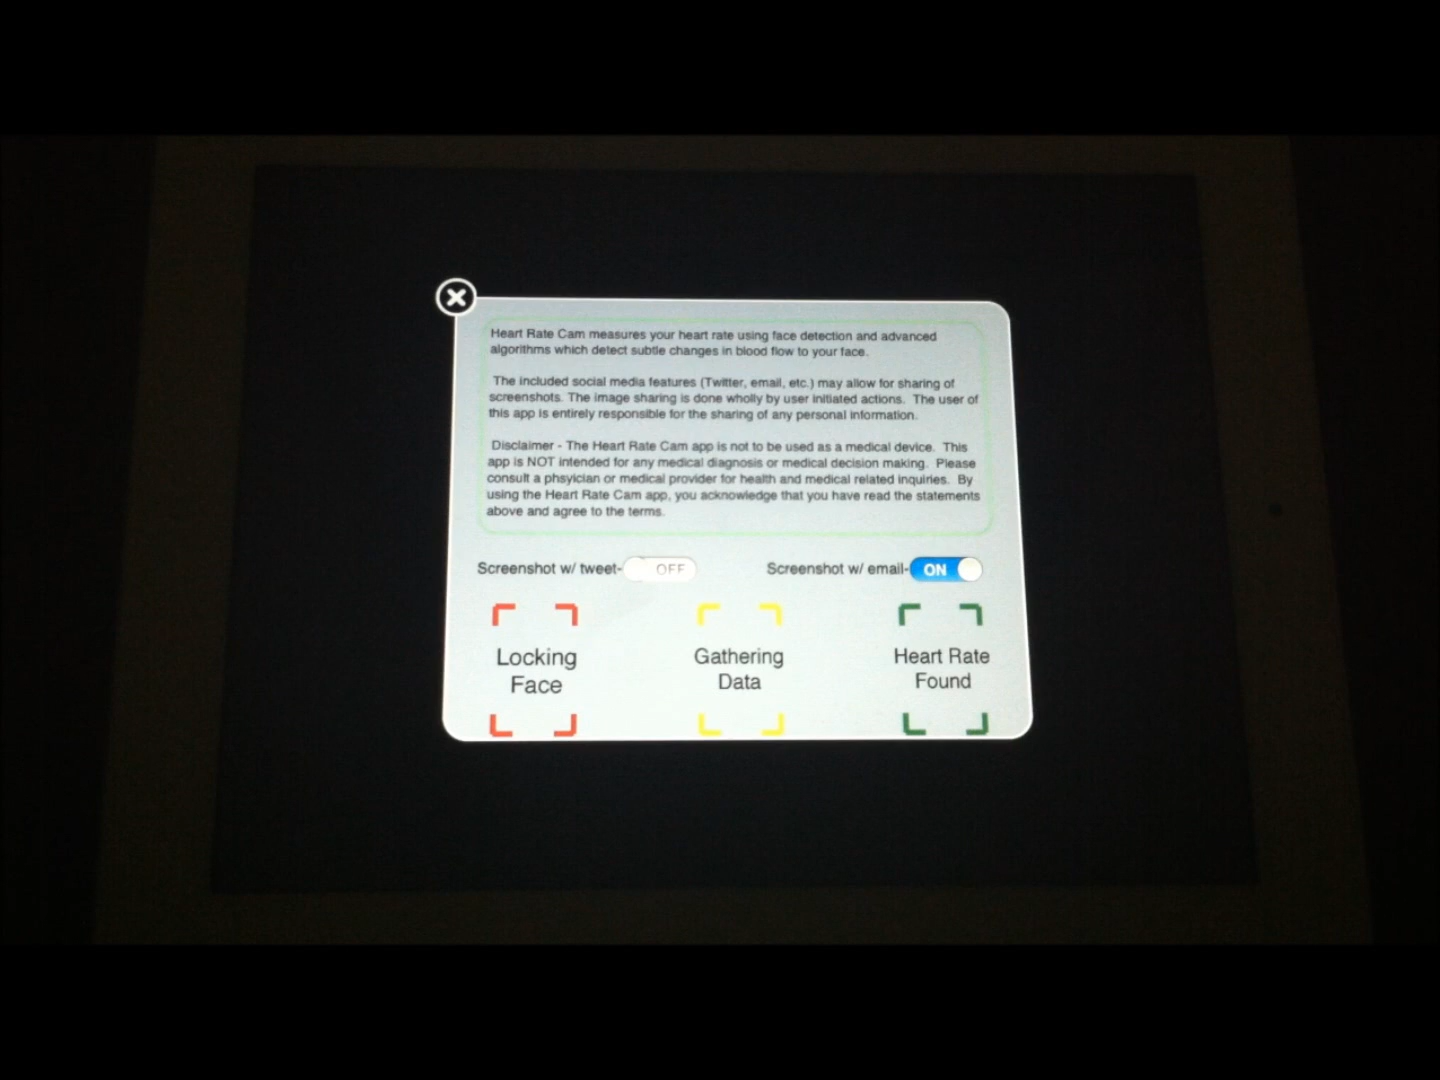 Heart Rate Cam measures your heart rate using face detection and advanced
algorithms which detect subtle changes in blood flow to your face.
The included social media features (Twitter, email, etc.) may allow for sharing of
screenshots. The image sharing is done wholly by user initiated actions. The user of
this app is entirely responsible for the sharing of any personal information.
Disclaimer - The Heart Rate Cam app is not to be used as a medical device. This
app is NOT intended for any medical diagnosis or medical decision making. Please
consult a phsyician or medical provider for health and medical related inquiries. By
using the Heart Rate Cam app, you acknowledge that you have read the statements
above and agree to the terms.
Screenshot w/ tweet- OFF Screenshot w/ email- ON
Locking Gathering Heart Rate
Face Data Found